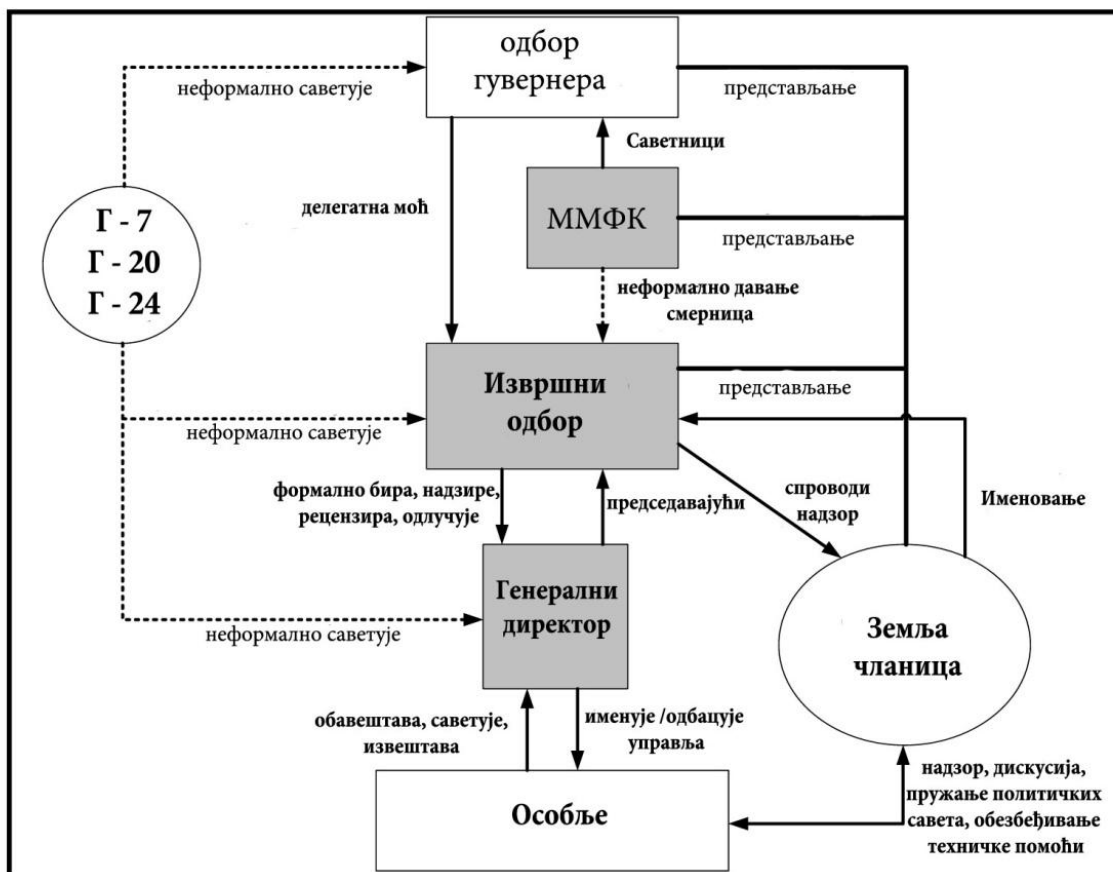 одбор
гувернера
неформално саветује
представљање
Саветници
делегатна моћ
ММФК
Г - 7
Г - 20
Г - 24
представљање
неформално давање
смерница
Извршни
одбор
представљање
неформално саветује
формално бира, надзире,
рецензира, одлучује
председавајући
спроводи
надзор
Именовање
Генерални
директор
неформално саветује
Земља
чланица
обавештава, саветује,
извештава
именује /одбацује
управља
Особље
надзор, дискусија,
пружање политичких
савета, обезбеђивање
техничке помоћи